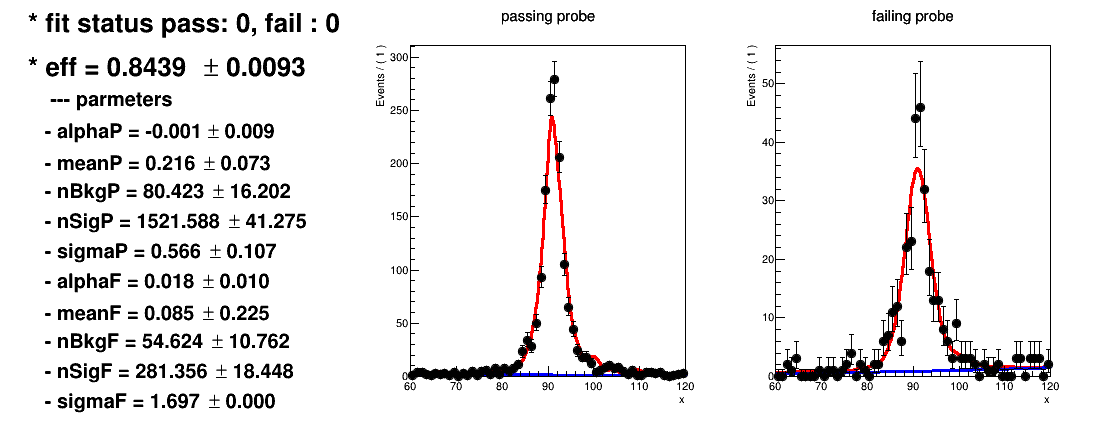 * fit status pass: 0, fail : 0
* eff = 0.8439 ± 0.0093
--- parmeters
- alphaP = -0.001 ± 0.009
- meanP = 0.216 ± 0.073
- nBkgP = 80.423 ± 16.202
- nSigP = 1521.588 ± 41.275
- sigmaP = 0.566 ± 0.107
- alphaF = 0.018 ± 0.010
- meanF = 0.085 ± 0.225
- nBkgF = 54.624 ± 10.762
- nSigF = 281.356 ± 18.448
- sigmaF = 1.697 ± 0.000
passing probe
Events / ( 1 )
300
250
200
150
100
50
0
60 70 80 90 100 110 120
x
failing probe
Events / ( 1 )
50
40
30
20
10
0
60 70 80 90 100 110 120
x